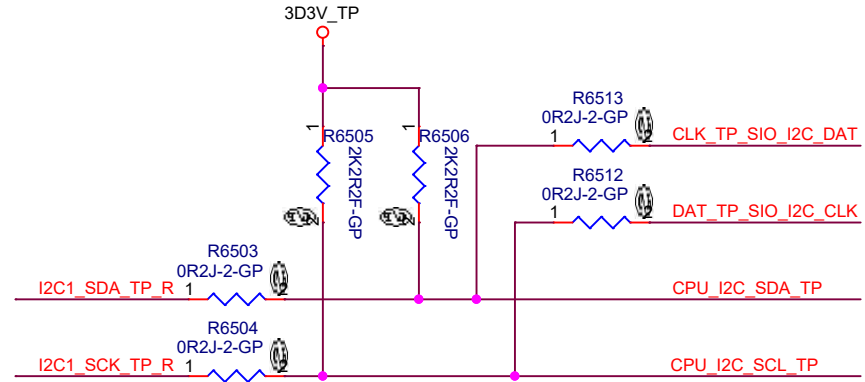 3D3V_TP
R6513
0R2J-2-GP
1
2
CLK_TP_SIO_I2C_DAT
1
R6505
2K2R2F-GP
2
1
R6506
2K2R2F-GP
2
R6512
0R2J-2-GP
1
2
DAT_TP_SIO_I2C_CLK
R6503
0R2J-2-GP
I2C1_SDA_TP_R
1
2
CPU_I2C_SDA_TP
R6504
0R2J-2-GP
I2C1_SCK_TP_R
1
2
CPU_I2C_SCL_TP